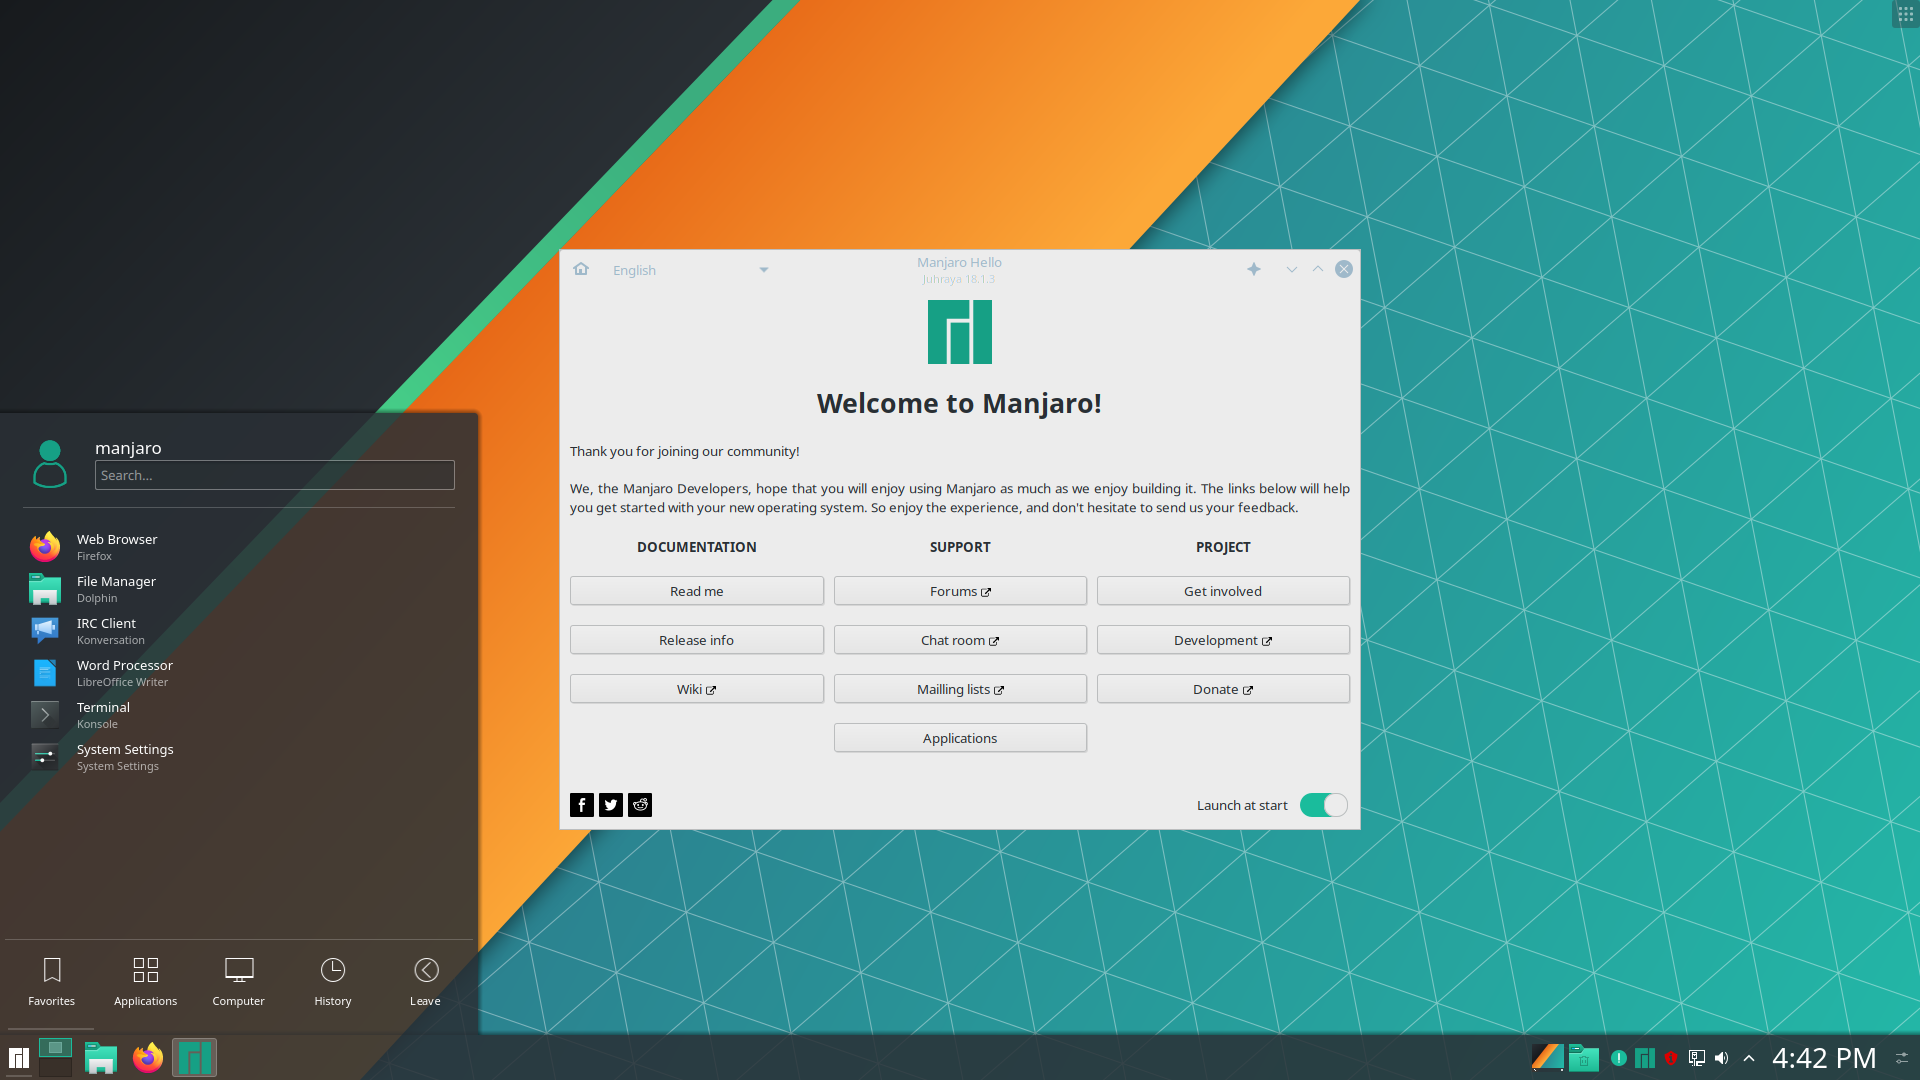 English
Manjaro Hello
Juhraya 18.1.3
Welcome to Manjaro!
Thank you for joining our community!
We, the Manjaro Developers, hope that you will enjoy using Manjaro as much as we enjoy building it. The links below will help
you get started with your new operating system. So enjoy the experience, and don't hesitate to send us your feedback.
DOCUMENTATION SUPPORT PROJECT
Read me Forums Get involved
Release info Chat room Development
Wiki Mailling lists Donate
Applications
Launch at start
manjaro
Search...
Web Browser
Firefox
File Manager
Dolphin
IRC Client
Konversation
Word Processor
LibreOffice Writer
Terminal
Konsole
System Settings
System Settings
Favorites Applications Computer History Leave
4:42 PM